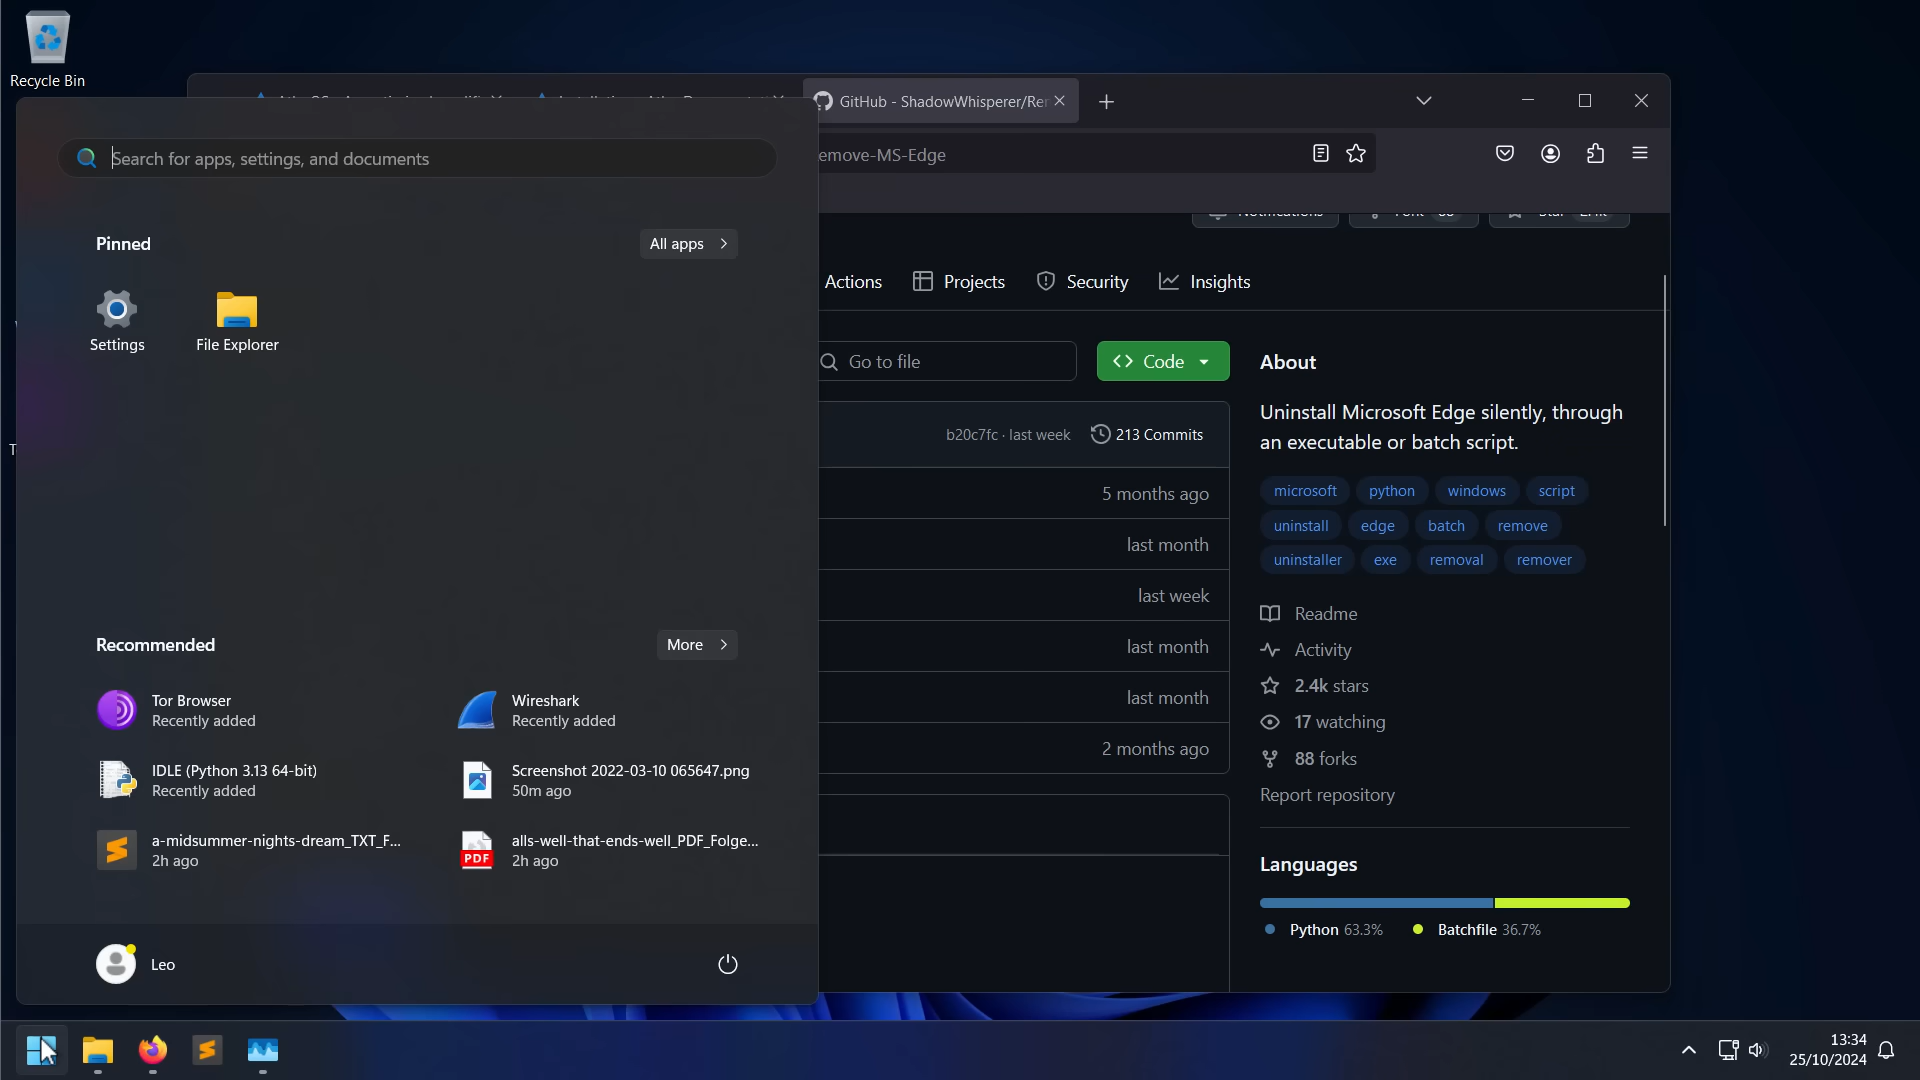 Recycle Bin
GitHub - ShadowWhisperer/Rer
Search for apps, settings, and documents
emove-MS-Edge
Pinned
All apps
Settings
File Explorer
Actions
Projects
Security
Insights
Go to file
Code
About
Uninstall Microsoft Edge silently, through
an executable or batch script.
b20c7fc · last week
213 Commits
5 months ago
last month
last week
last month
last month
2 months ago
microsoft
python
windows
script
uninstall
edge
batch
remove
uninstaller
exe
removal
remover
Readme
Activity
2.4k stars
17 watching
88 forks
Report repository
Languages
Python 63.3%
Batchfile 36.7%
Recommended
More
Tor Browser
Recently added
Wireshark
Recently added
IDLE (Python 3.13 64-bit)
Recently added
Screenshot 2022-03-10 065647.png
50m ago
a-midsummer-nights-dream_TXT_F...
2h ago
PDF
alls-well-that-ends-well_PDF_Folge...
2h ago
Leo
13:34
25/10/2024